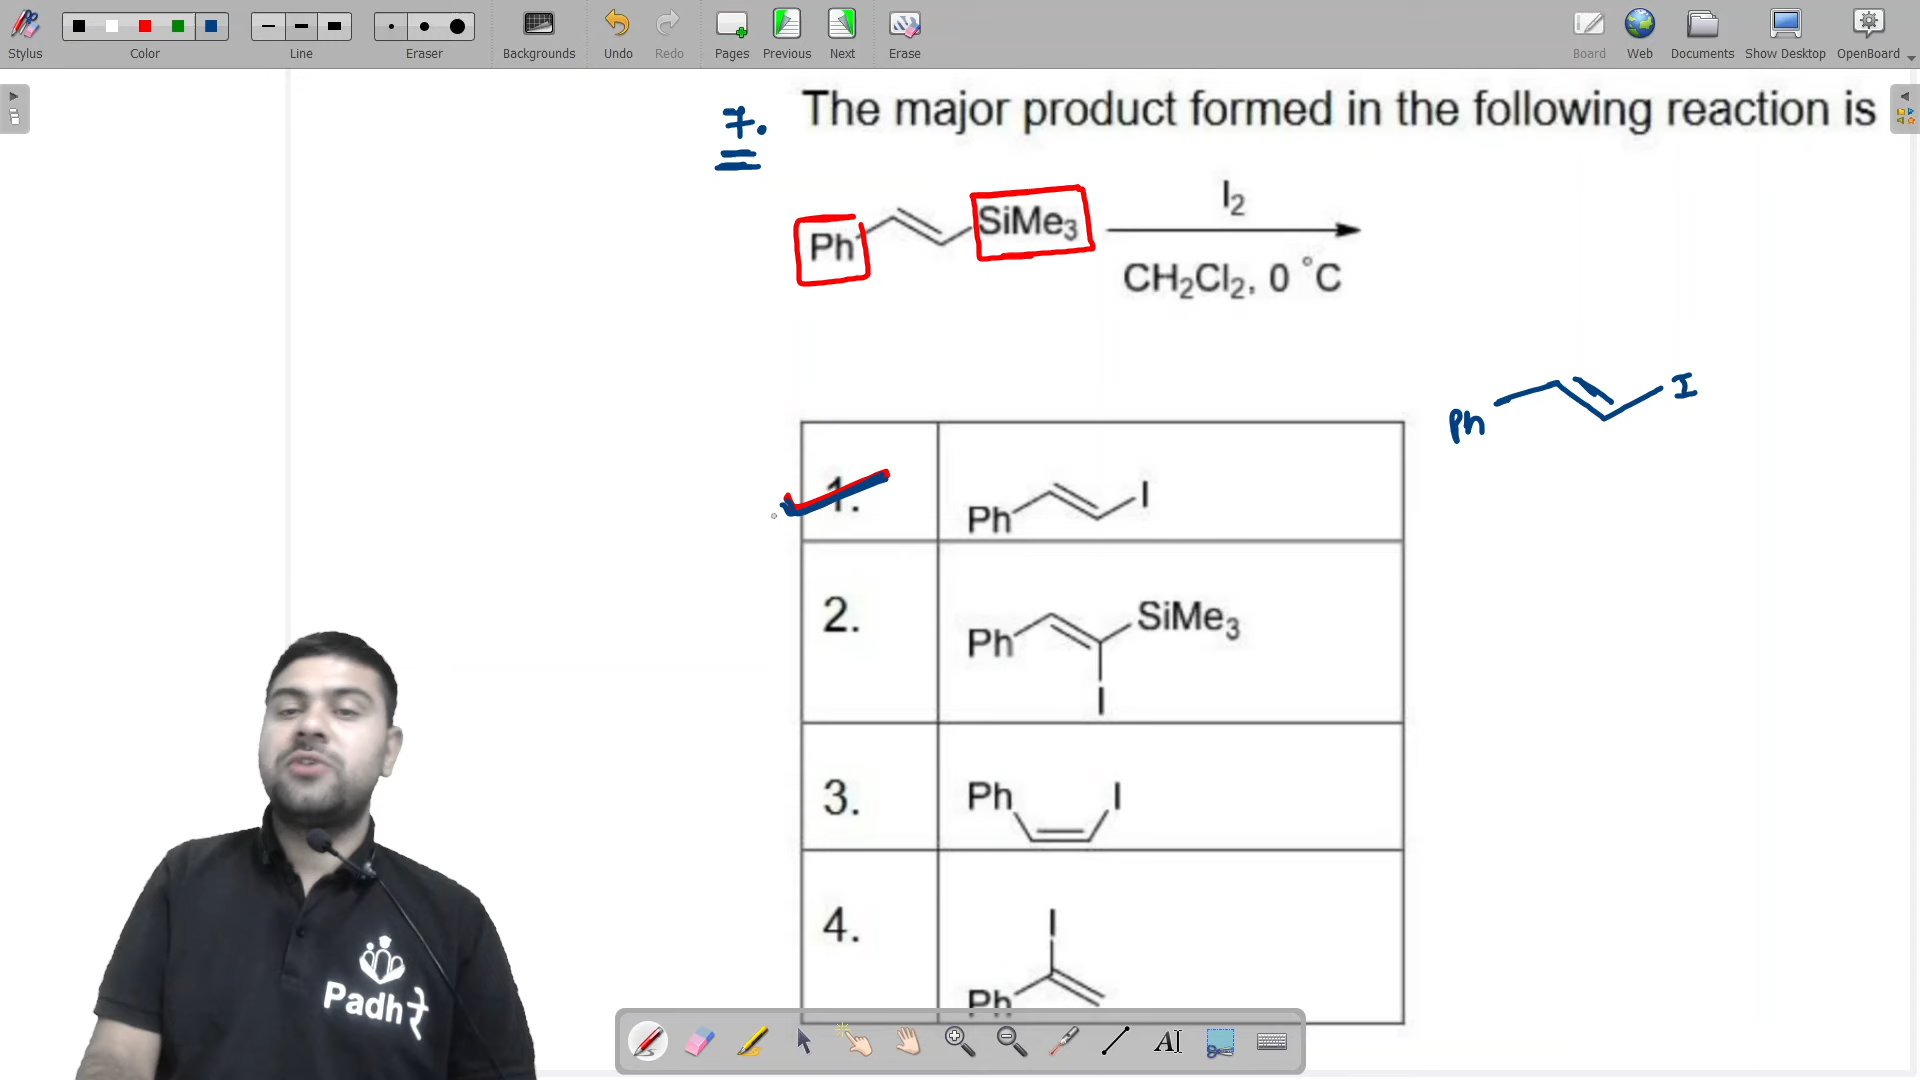 Stylus
Color
Line
Eraser
Backgrounds
Undo
Redo
Pages
Previous
Next
Erase
Board
Web
Documents
Show Desktop
OpenBoard
7.
The major product formed in the following reaction is
Ph SiMe3
I2
CH2Cl2, 0 °C
Ph I
1. Ph I
2. Ph SiMe3
I
3. Ph I
4. I
Ph
Padhरे